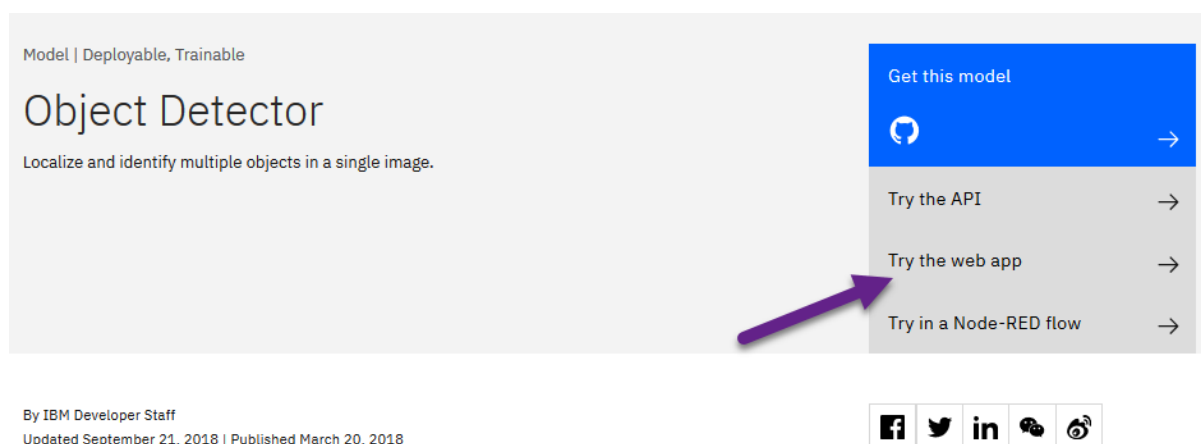 Model | Deployable, Trainable
Object Detector
Localize and identify multiple objects in a single image.
Get this model
Try the API
Try the web app
Try in a Node-RED flow
By IBM Developer Staff
Updated September 21, 2018 | Published March 20, 2018